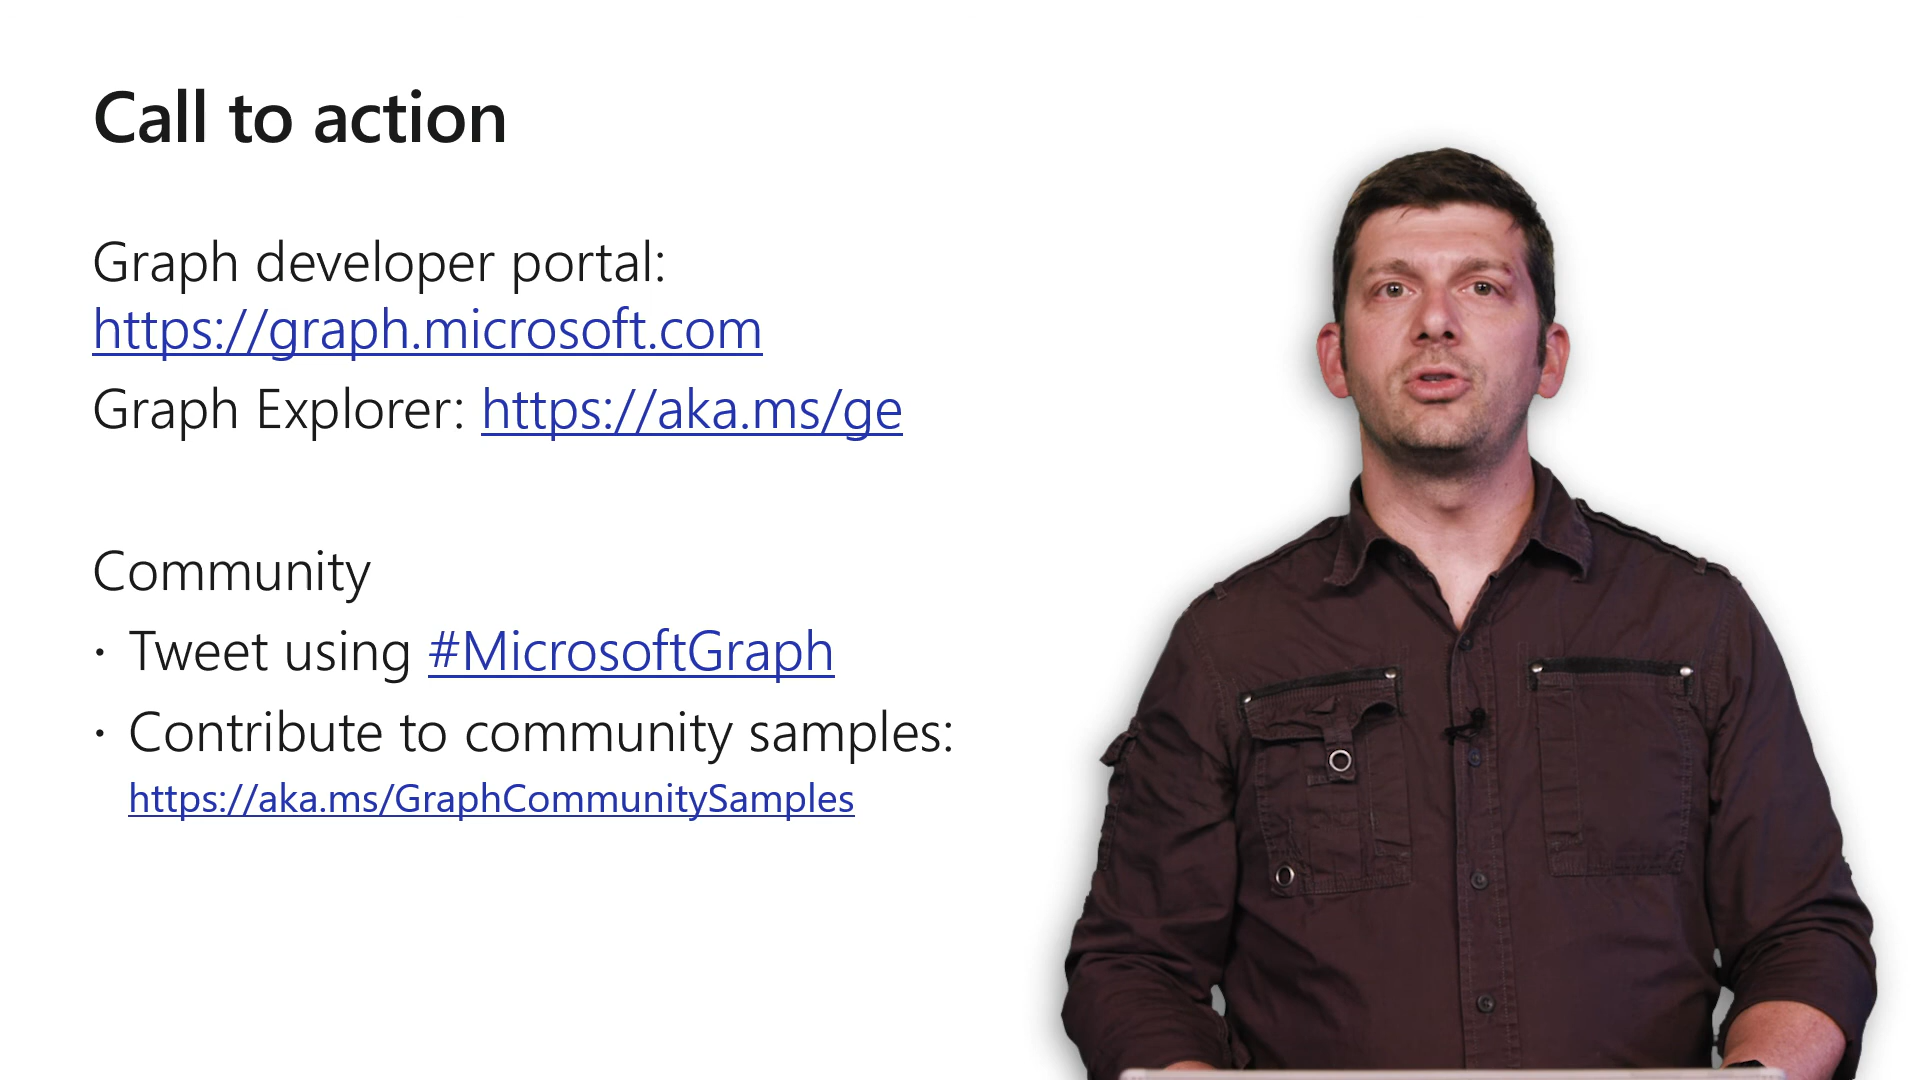 Call to action
Graph developer portal:
https://graph.microsoft.com
Graph Explorer: https://aka.ms/ge
Community
· Tweet using #MicrosoftGraph
· Contribute to community samples:
https://aka.ms/GraphCommunitySamples